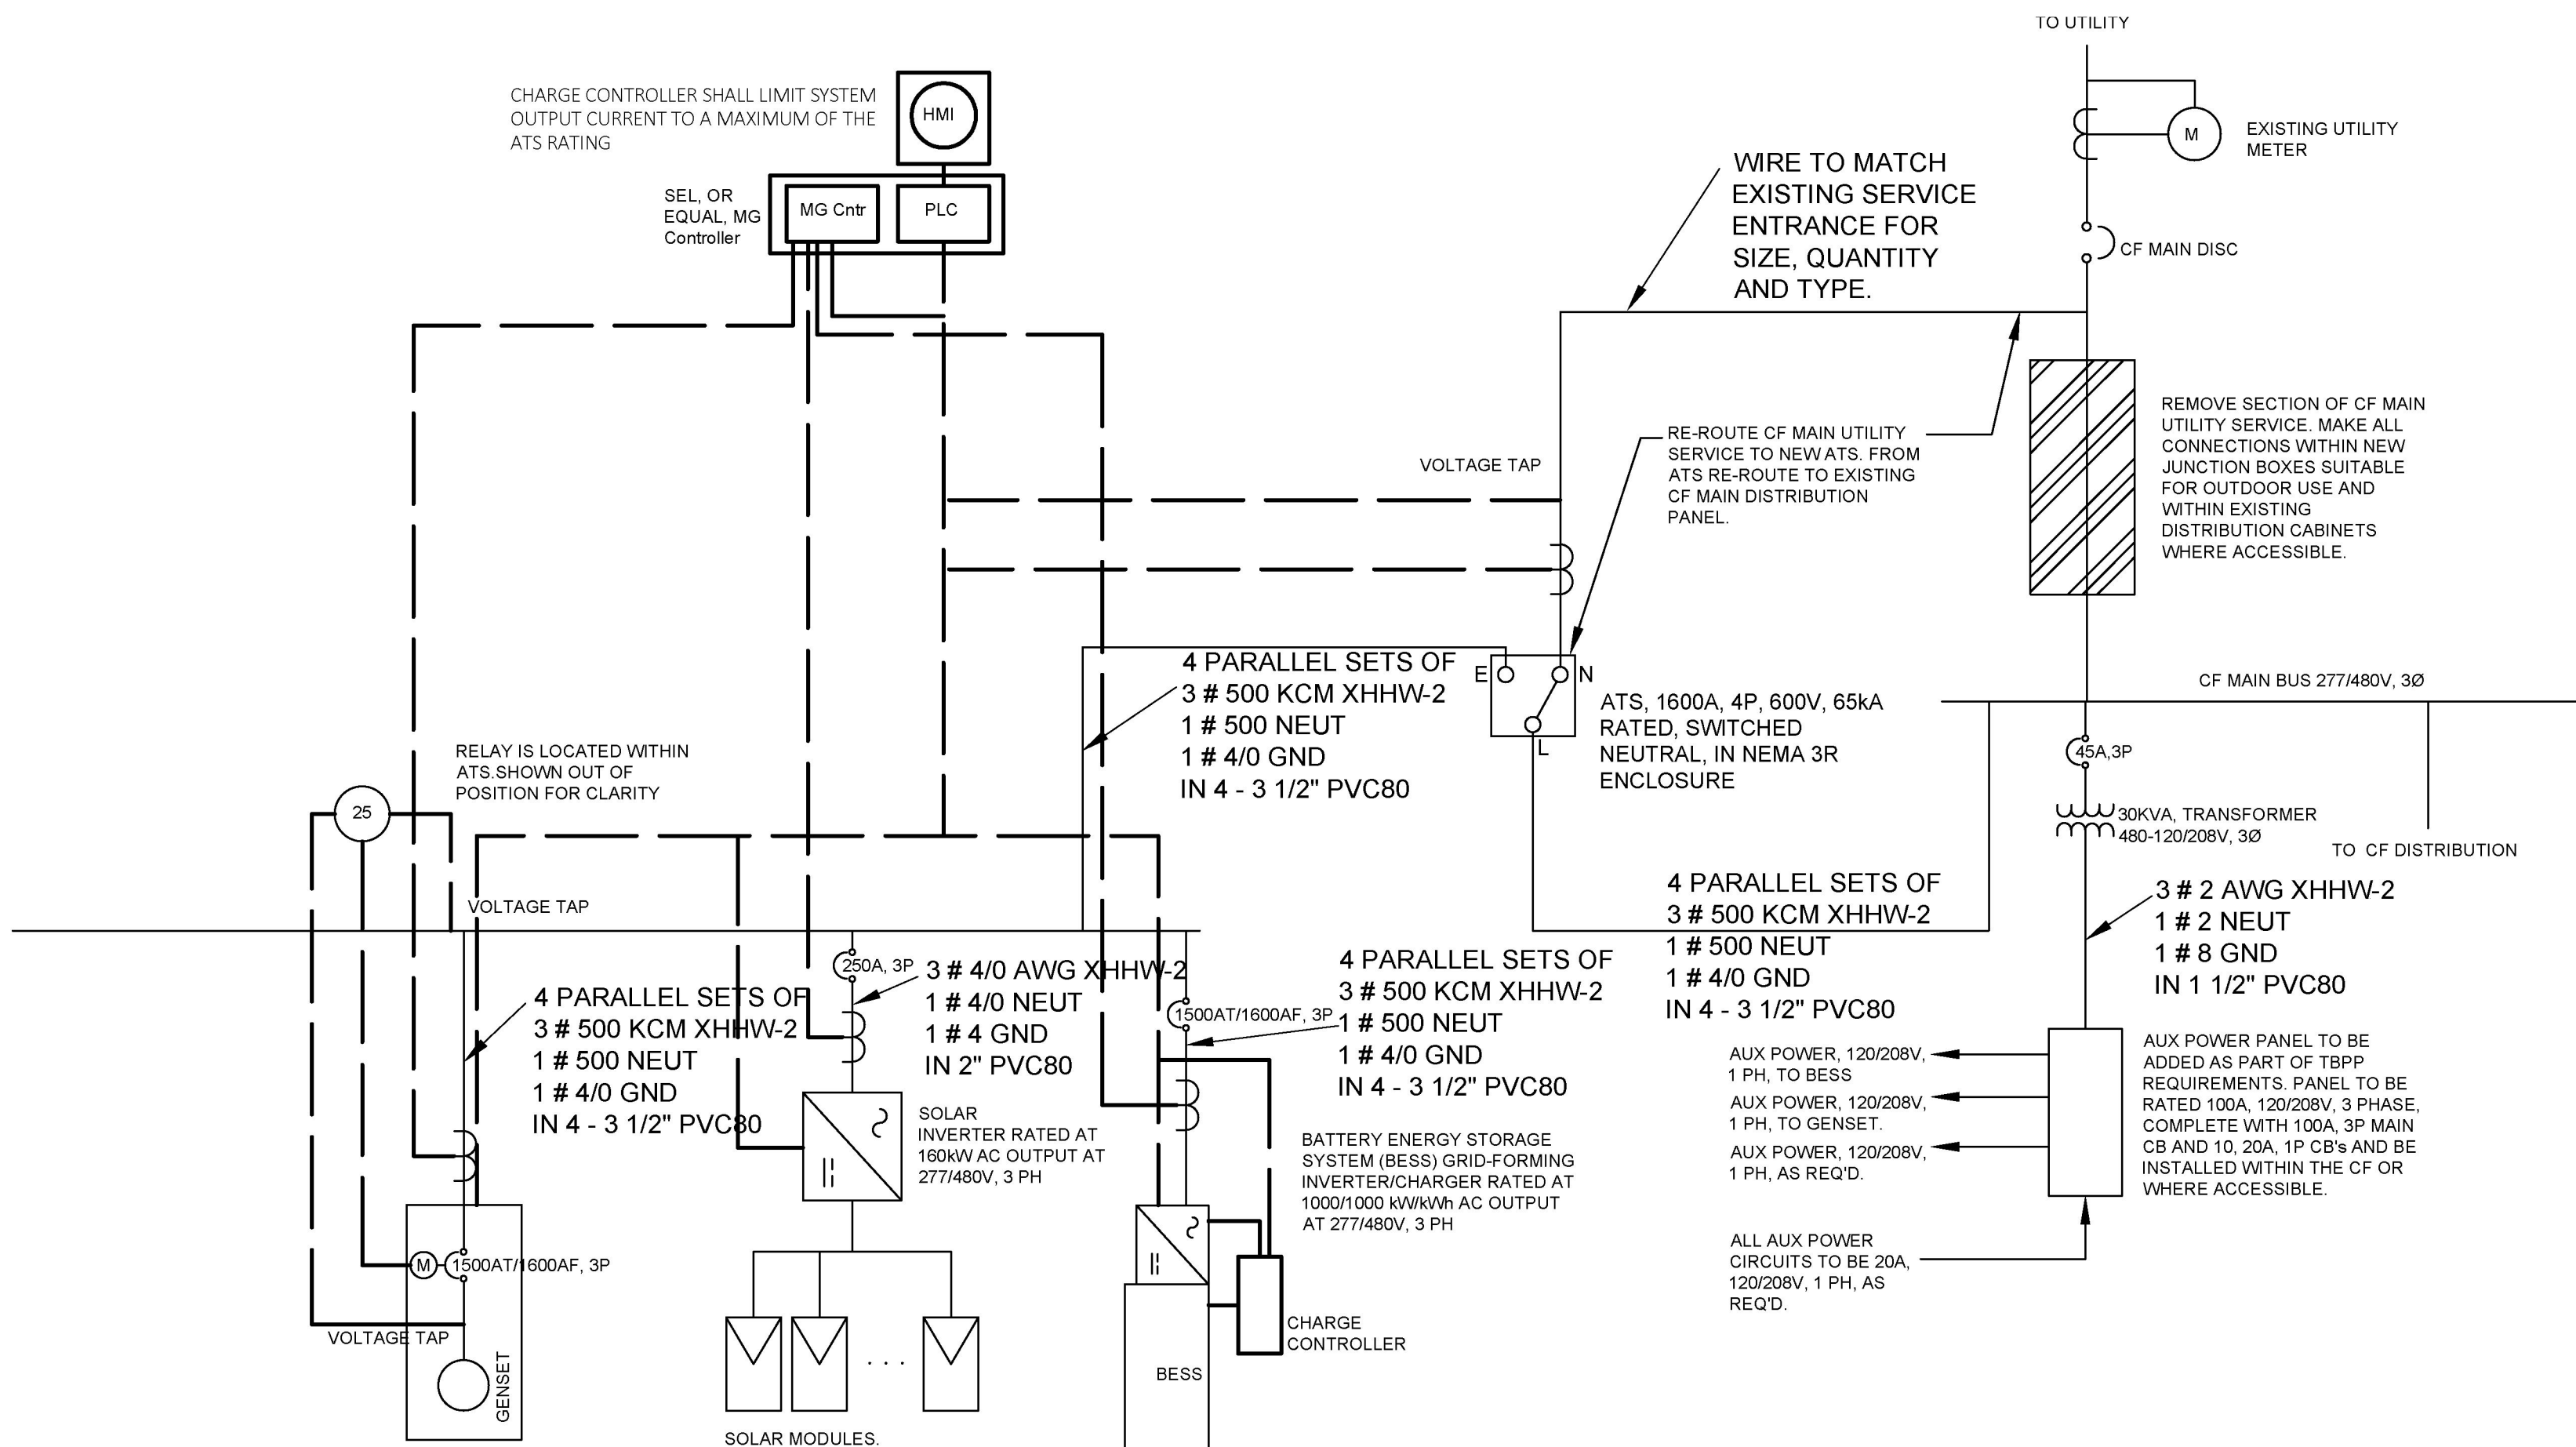 TO UTILITY
CHARGE CONTROLLER SHALL LIMIT SYSTEM
OUTPUT CURRENT TO A MAXIMUM OF THE
ATS RATING
HMI
SEL, OR
EQUAL, MG
Controller
MG Cntr
PLC
M
EXISTING UTILITY
METER
CF MAIN DISC
WIRE TO MATCH
EXISTING SERVICE
ENTRANCE FOR
SIZE, QUANTITY
AND TYPE.
REMOVE SECTION OF CF MAIN
UTILITY SERVICE. MAKE ALL
CONNECTIONS WITHIN NEW
JUNCTION BOXES SUITABLE
FOR OUTDOOR USE AND
WITHIN EXISTING
DISTRIBUTION CABINETS
WHERE ACCESSIBLE.
RE-ROUTE CF MAIN UTILITY
SERVICE TO NEW ATS. FROM
ATS RE-ROUTE TO EXISTING
CF MAIN DISTRIBUTION
PANEL.
VOLTAGE TAP
4 PARALLEL SETS OF
3 # 500 KCM XHHW-2
1 # 500 NEUT
1 # 4/0 GND
IN 4 - 3 1/2" PVC80
E
N
L
ATS, 1600A, 4P, 600V, 65kA
RATED, SWITCHED
NEUTRAL, IN NEMA 3R
ENCLOSURE
CF MAIN BUS 277/480V, 3Ø
45A,3P
30KVA, TRANSFORMER
480-120/208V, 3Ø
TO CF DISTRIBUTION
RELAY IS LOCATED WITHIN
ATS.SHOWN OUT OF
POSITION FOR CLARITY
25
VOLTAGE TAP
4 PARALLEL SETS OF
3 # 500 KCM XHHW-2
1 # 500 NEUT
1 # 4/0 GND
IN 4 - 3 1/2" PVC80
250A, 3P
3 # 4/0 AWG XHHW-2
1 # 4/0 NEUT
1 # 4 GND
IN 2" PVC80
1500AT/1600AF, 3P
4 PARALLEL SETS OF
3 # 500 KCM XHHW-2
1 # 500 NEUT
1 # 4/0 GND
IN 4 - 3 1/2" PVC80
4 PARALLEL SETS OF
3 # 500 KCM XHHW-2
1 # 500 NEUT
1 # 4/0 GND
IN 4 - 3 1/2" PVC80
3 # 2 AWG XHHW-2
1 # 2 NEUT
1 # 8 GND
IN 1 1/2" PVC80
SOLAR
INVERTER RATED AT
160kW AC OUTPUT AT
277/480V, 3 PH
BATTERY ENERGY STORAGE
SYSTEM (BESS) GRID-FORMING
INVERTER/CHARGER RATED AT
1000/1000 kW/kWh AC OUTPUT
AT 277/480V, 3 PH
AUX POWER, 120/208V,
1 PH, TO BESS
AUX POWER, 120/208V,
1 PH, TO GENSET.
AUX POWER, 120/208V,
1 PH, AS REQ'D.
AUX POWER PANEL TO BE
ADDED AS PART OF TBPP
REQUIREMENTS. PANEL TO BE
RATED 100A, 120/208V, 3 PHASE,
COMPLETE WITH 100A, 3P MAIN
CB AND 10, 20A, 1P CB's AND BE
INSTALLED WITHIN THE CF OR
WHERE ACCESSIBLE.
ALL AUX POWER
CIRCUITS TO BE 20A,
120/208V, 1 PH, AS
REQ'D.
M
1500AT/1600AF, 3P
VOLTAGE TAP
GENSET
SOLAR MODULES.
. . .
BESS
CHARGE
CONTROLLER